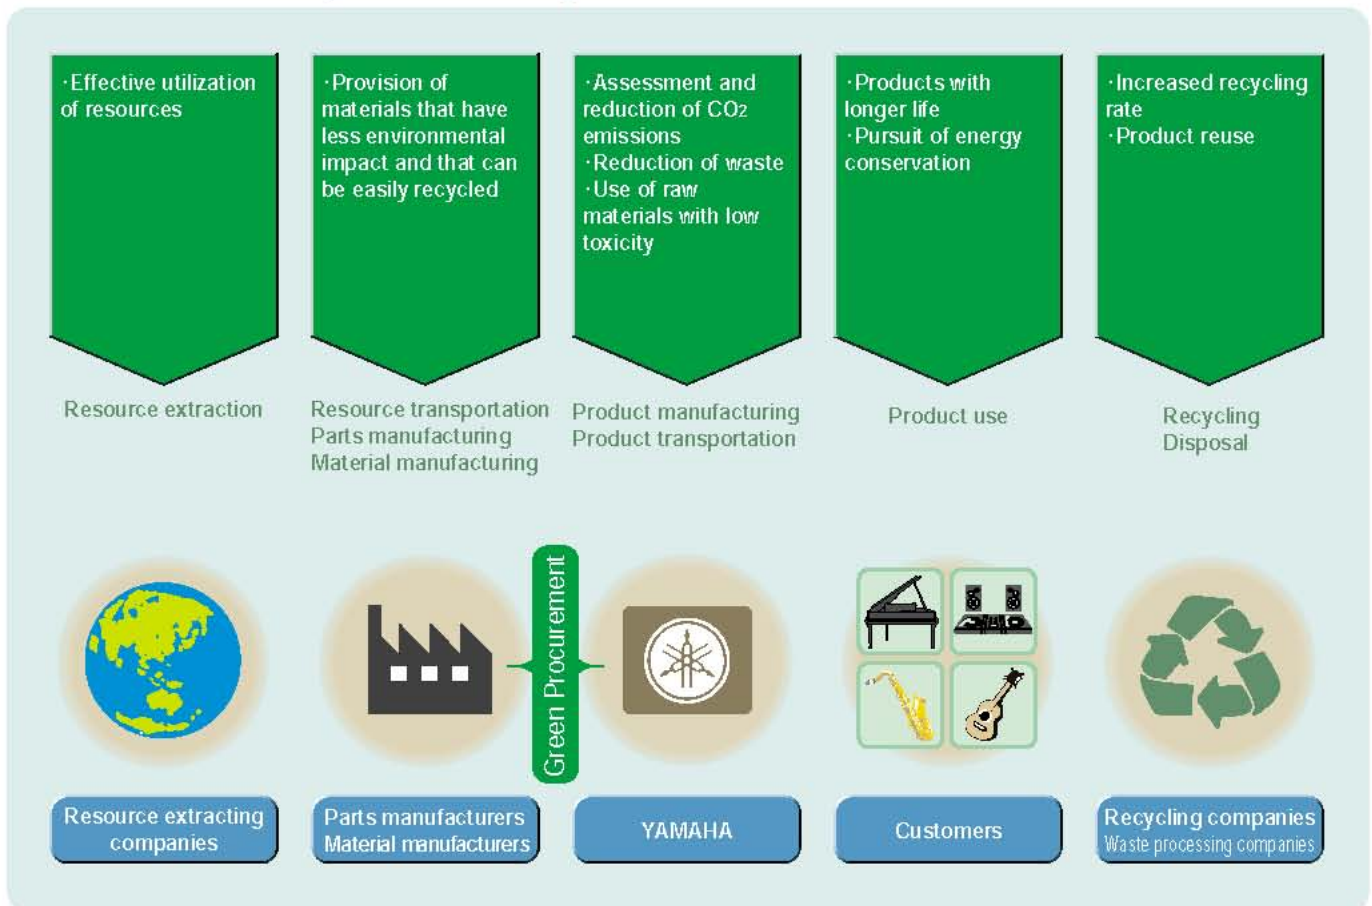 ·Effective utilization
of resources
·Provision of
materials that have
less environmental
impact and that can
be easily recycled
·Assessment and
reduction of CO2
emissions
·Reduction of waste
·Use of raw
materials with low
toxicity
·Products with
longer life
·Pursuit of energy
conservation
·Increased recycling
rate
·Product reuse
Resource extraction
Resource transportation
Parts manufacturing
Material manufacturing
Product manufacturing
Product transportation
Product use
Recycling
Disposal
Green Procurement
Resource extracting
companies
Parts manufacturers
Material manufacturers
YAMAHA
Customers
Recycling companies
Waste processing companies